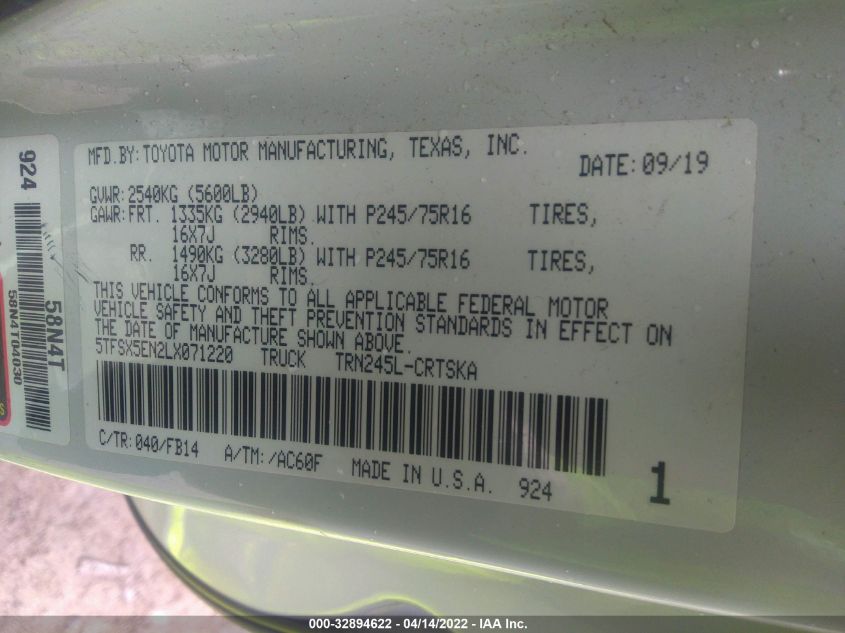 MFD.BY:TOYOTA MOTOR MANUFACTURING, TEXAS, INC. DATE:09/19
GVWR:2540KG (5600LB)
GAWR:FRT. 1335KG (2940LB) WITH P245/75R16 TIRES,
16X7J RIMS.
RR. 1490KG (3280LB) WITH P245/75R16 TIRES,
16X7J RIMS.
THIS VEHICLE CONFORMS TO ALL APPLICABLE FEDERAL MOTOR
VEHICLE SAFETY AND THEFT PREVENTION STANDARDS IN EFFECT ON
THE DATE OF MANUFACTURE SHOWN ABOVE.
5TFSX5EN2LX071220 TRUCK TRN245L-CRTSKA
C/TR:040/FB14 A/TM:/AC60F MADE IN U.S.A. 924 1
924
58N4T
58N4T04030
000-32894622 - 04/14/2022 - IAA Inc.